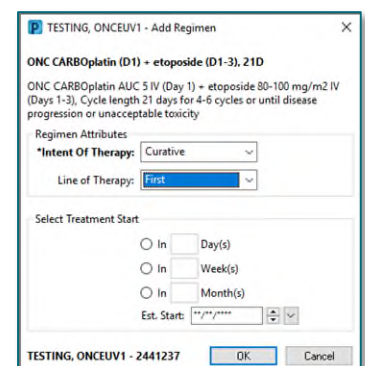 TESTING, ONCEUV1 - Add Regimen
ONC CARBOplatin (D1) + etoposide (D1-3), 21D
ONC CARBOplatin AUC 5 IV (Day 1) + etoposide 80-100 mg/m2 IV
(Days 1-3), Cycle length 21 days for 4-6 cycles or until disease
progression or unacceptable toxicity
Regimen Attributes
*Intent Of Therapy: Curative
Line of Therapy: First
Select Treatment Start
In Day(s)
In Week(s)
In Month(s)
Est. Start: **/**/****
TESTING, ONCEUV1 - 2441237 OK Cancel